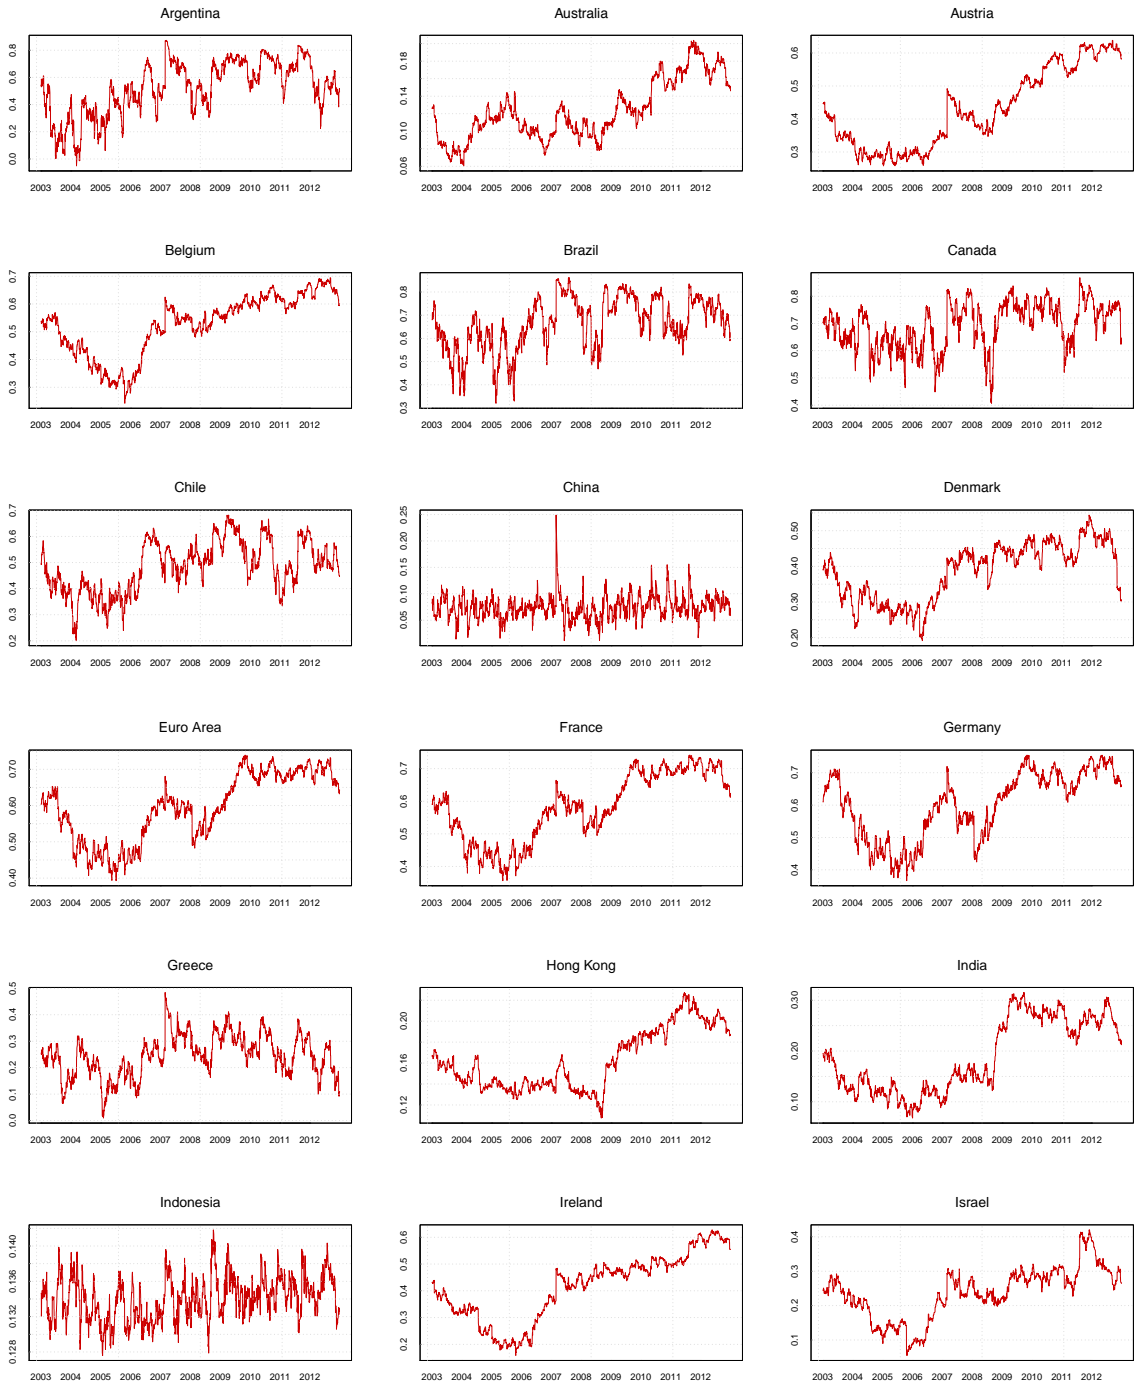 Argentina Australia Austria
0.0 0.2 0.4 0.6 0.8
0.06 0.10 0.14 0.18
0.3 0.4 0.5 0.6
2003 2004 2005 2006 2007 2008 2009 2010 2011 2012 2003 2004 2005 2006 2007 2008 2009 2010 2011 2012 2003 2004 2005 2006 2007 2008 2009 2010 2011 2012
Belgium Brazil Canada
0.3 0.4 0.5 0.6 0.7
0.3 0.4 0.5 0.6 0.7 0.8
0.4 0.5 0.6 0.7 0.8
2003 2004 2005 2006 2007 2008 2009 2010 2011 2012 2003 2004 2005 2006 2007 2008 2009 2010 2011 2012 2003 2004 2005 2006 2007 2008 2009 2010 2011 2012
Chile China Denmark
0.2 0.3 0.4 0.5 0.6 0.7
0.05 0.10 0.15 0.20 0.25
0.20 0.30 0.40 0.50
2003 2004 2005 2006 2007 2008 2009 2010 2011 2012 2003 2004 2005 2006 2007 2008 2009 2010 2011 2012 2003 2004 2005 2006 2007 2008 2009 2010 2011 2012
Euro Area France Germany
0.40 0.50 0.60 0.70
0.4 0.5 0.6 0.7
0.4 0.5 0.6 0.7
2003 2004 2005 2006 2007 2008 2009 2010 2011 2012 2003 2004 2005 2006 2007 2008 2009 2010 2011 2012 2003 2004 2005 2006 2007 2008 2009 2010 2011 2012
Greece Hong Kong India
0.0 0.1 0.2 0.3 0.4 0.5
0.12 0.16 0.20
0.10 0.20 0.30
2003 2004 2005 2006 2007 2008 2009 2010 2011 2012 2003 2004 2005 2006 2007 2008 2009 2010 2011 2012 2003 2004 2005 2006 2007 2008 2009 2010 2011 2012
Indonesia Ireland Israel
0.128 0.132 0.136 0.140
0.2 0.3 0.4 0.5 0.6
0.1 0.2 0.3 0.4
2003 2004 2005 2006 2007 2008 2009 2010 2011 2012 2003 2004 2005 2006 2007 2008 2009 2010 2011 2012 2003 2004 2005 2006 2007 2008 2009 2010 2011 2012